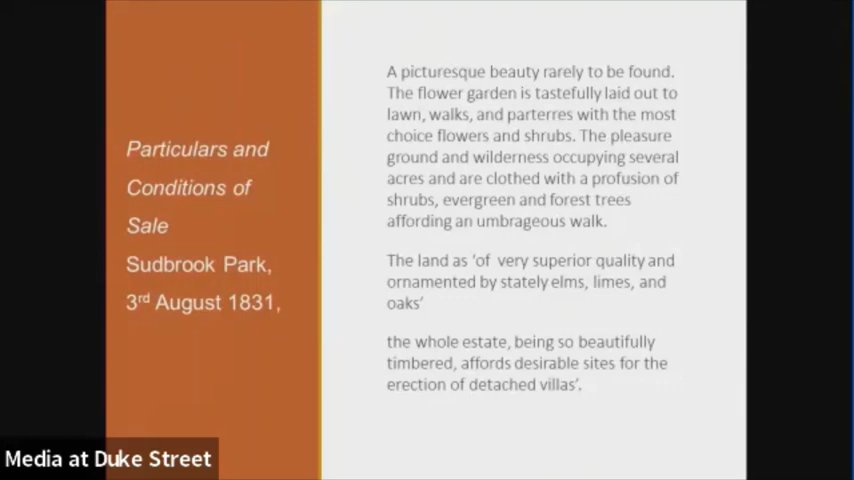 Particulars and
Conditions of
Sale
Sudbrook Park,
3rd August 1831,
A picturesque beauty rarely to be found.
The flower garden is tastefully laid out to
lawn, walks, and parterres with the most
choice flowers and shrubs. The pleasure
ground and wilderness occupying several
acres and are clothed with a profusion of
shrubs, evergreen and forest trees
affording an umbrageous walk.
The land as ‘of very superior quality and
ornamented by stately elms, limes, and
oaks’
the whole estate, being so beautifully
timbered, affords desirable sites for the
erection of detached villas’.
Media at Duke Street